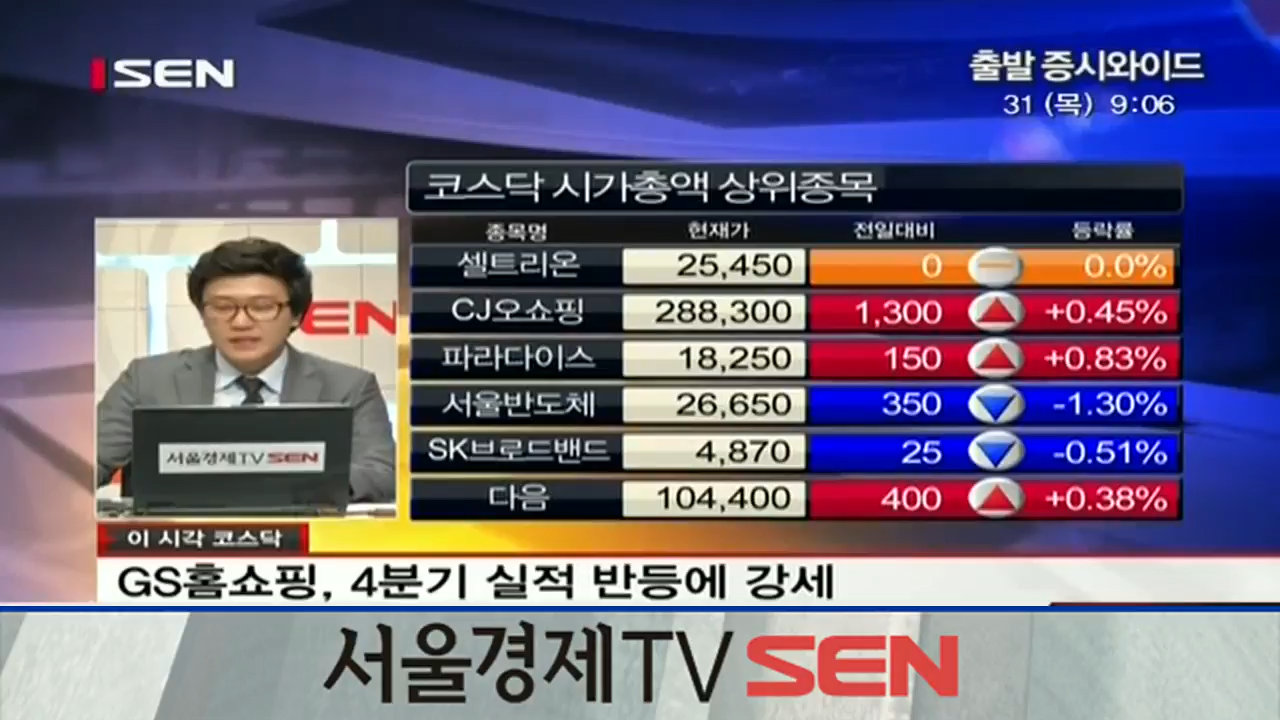 SEN
출발 증시와이드
31 (목) 9:06
코스닥 시가총액 상위종목
종목명 현재가 전일대비 등락률
셀트리온 25,450 0 0.0%
CJ오쇼핑 288,300 1,300 +0.45%
파라다이스 18,250 150 +0.83%
서울반도체 26,650 350 -1.30%
SK브로드밴드 4,870 25 -0.51%
다음 104,400 400 +0.38%
EN
서울경제TV SEN
이 시각 코스닥
GS홈쇼핑, 4분기 실적 반등에 강세
서울경제TV SEN